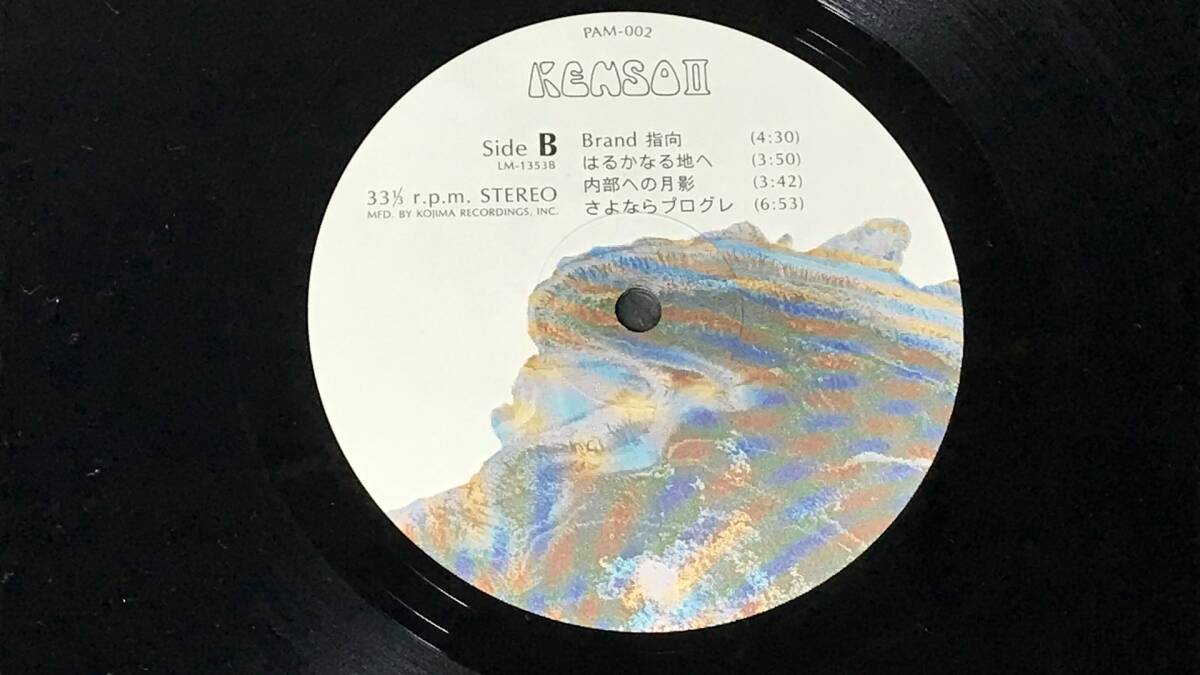 PAM-002
KENSO II
Side B
LM-1353B
33⅓ r.p.m. STEREO
MFD. BY KOJIMA RECORDINGS, INC.
Brand 指向 (4:30)
はるかなる地へ (3:50)
内部への月影 (3:42)
さよならプログレ (6:53)